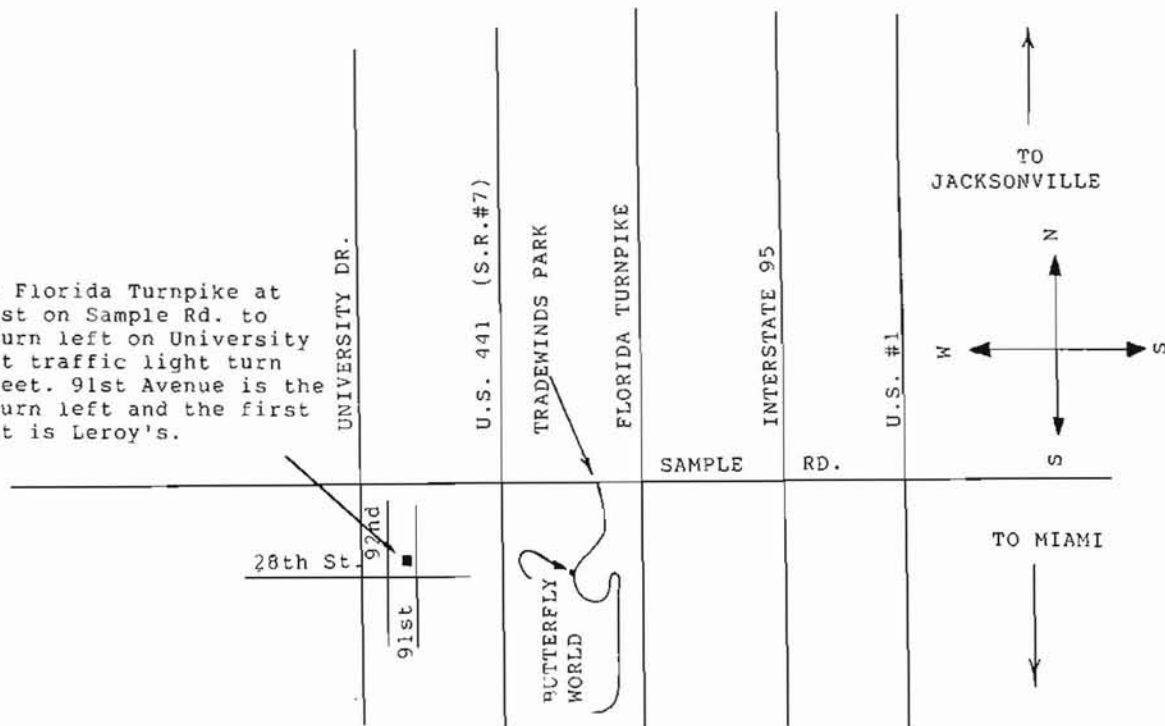 Florida Turnpike at
st on Sample Rd. to
urn left on University
t traffic light turn
eet. 91st Avenue is the
urn left and the first
t is Leroy's.
UNIVERSITY DR.
U.S. 441 (S.R.#7)
TRADEWINDS PARK
FLORIDA TURNPIKE
INTERSTATE 95
U.S. #1
TO
JACKSONVILLE
N
W
S
S
SAMPLE RD.
92nd
28th St.
91st
BUTTERFLY
WORLD
TO MIAMI